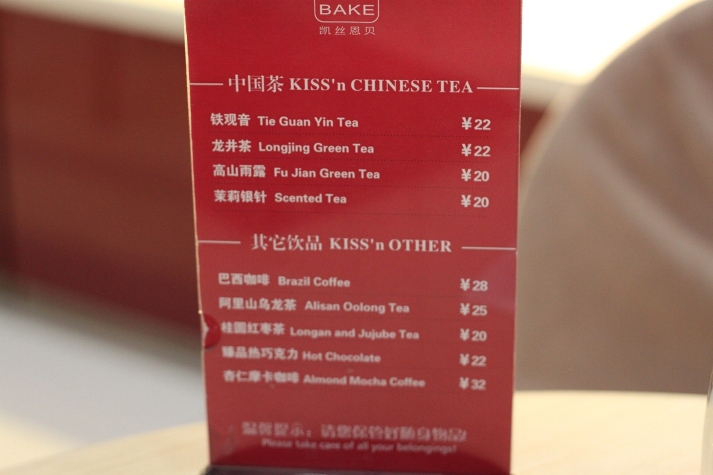 BAKE
凯丝恩贝
中国茶 KISS'n CHINESE TEA
铁观音 Tie Guan Yin Tea ¥22
龙井茶 Longjing Green Tea ¥22
高山雨露 Fu Jian Green Tea ¥20
茉莉银针 Scented Tea ¥20
其它饮品 KISS'n OTHER
巴西咖啡 Brazil Coffee ¥28
阿里山乌龙茶 Alisan Oolong Tea ¥25
桂圆红枣茶 Longan and Jujube Tea ¥20
臻品热巧克力 Hot Chocolate ¥22
杏仁摩卡咖啡 Almond Mocha Coffee ¥32
温馨提示：请您保管好随身物品
Please take care of all your belongings!